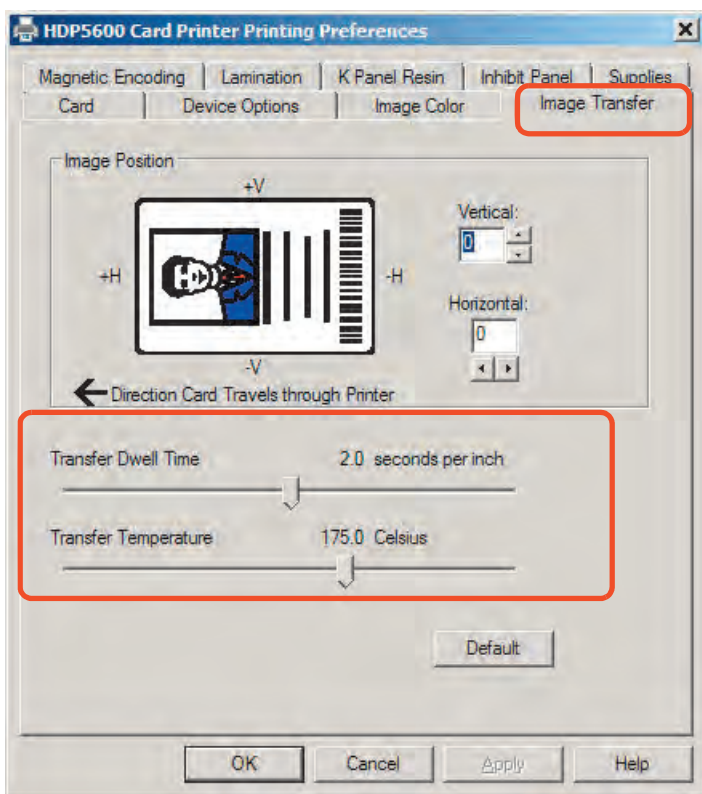 HDP5600 Card Printer Printing Preferences
Magnetic Encoding Lamination K Panel Resin Inhibit Panel Supplies
Card Device Options Image Color Image Transfer
Image Position
+V
Vertical:
0
+H -H
Horizontal:
0
-V
Direction Card Travels through Printer
Transfer Dwell Time 2.0 seconds per inch
Transfer Temperature 175.0 Celsius
Default
OK Cancel Apply Help